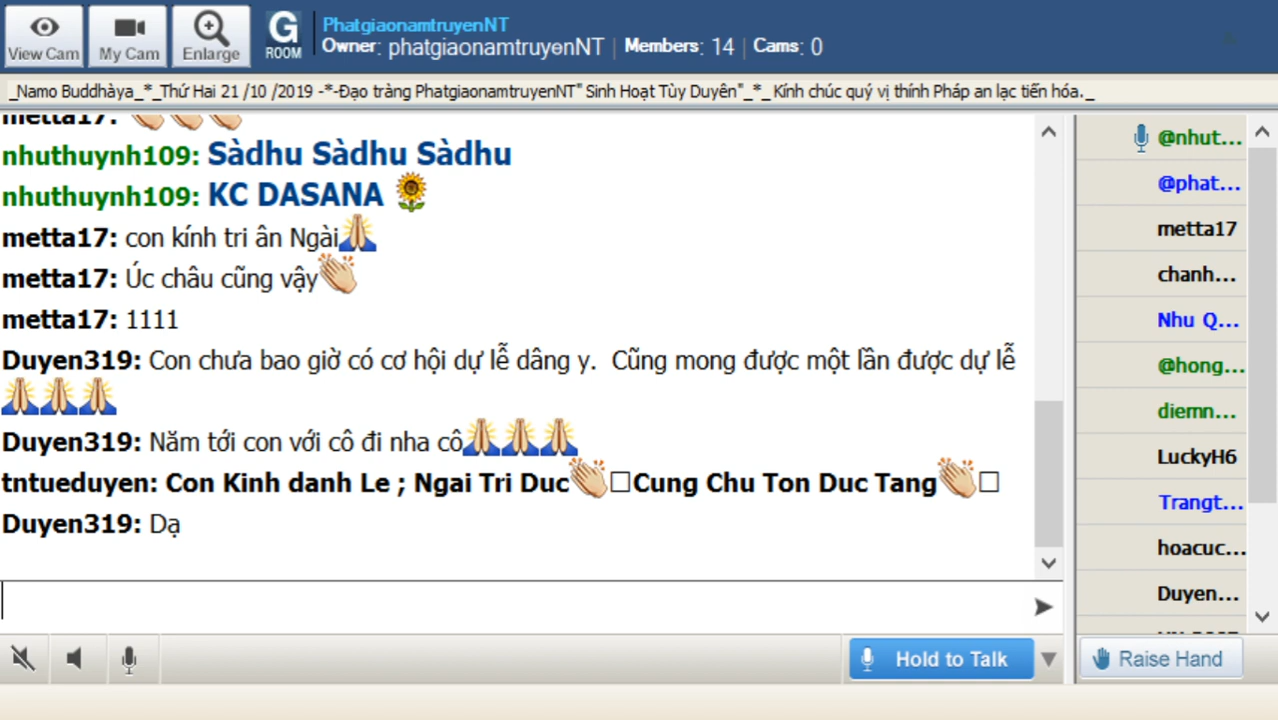 PhatgiaonamtruyenNT
View Cam My Cam Enlarge G ROOM Owner: phatgiaonamtruyenNT | Members: 14 | Cams: 0
_Namo Buddhàya_*_Thứ Hai 21 /10 /2019 -*-Đạo tràng PhatgiaonamtruyenNT" Sinh Hoạt Tùy Duyên"_*_ Kính chúc quý vị thính Pháp an lạc tiến hóa._
metta17:
nhuthuynh109: Sàdhu Sàdhu Sàdhu
nhuthuynh109: KC DASANA
metta17: con kính tri ân Ngài
metta17: Úc châu cũng vậy
metta17: 1111
Duyen319: Con chưa bao giờ có cơ hội dự lễ dâng y. Cũng mong được một lần được dự lễ
Duyen319: Năm tới con với cô đi nha cô
tntueduyen: Con Kinh danh Le ; Ngai Tri Duc Cung Chu Ton Duc Tang
Duyen319: Dạ
@nhut...
@phat...
metta17
chanh...
Nhu Q...
@hong...
diemn...
LuckyH6
Trangt...
hoacuc...
Duyen...
Hold to Talk
Raise Hand